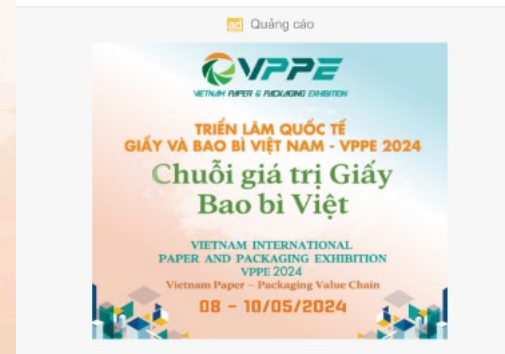 ad Quảng cáo
VPPE
VIETNAM PAPER & PACKAGING EXHIBITION
TRIỂN LÃM QUỐC TẾ
GIẤY VÀ BAO BÌ VIỆT NAM - VPPE 2024
Chuỗi giá trị Giấy
Bao bì Việt
VIETNAM INTERNATIONAL
PAPER AND PACKAGING EXHIBITION
VPPE 2024
Vietnam Paper – Packaging Value Chain
08 - 10/05/2024